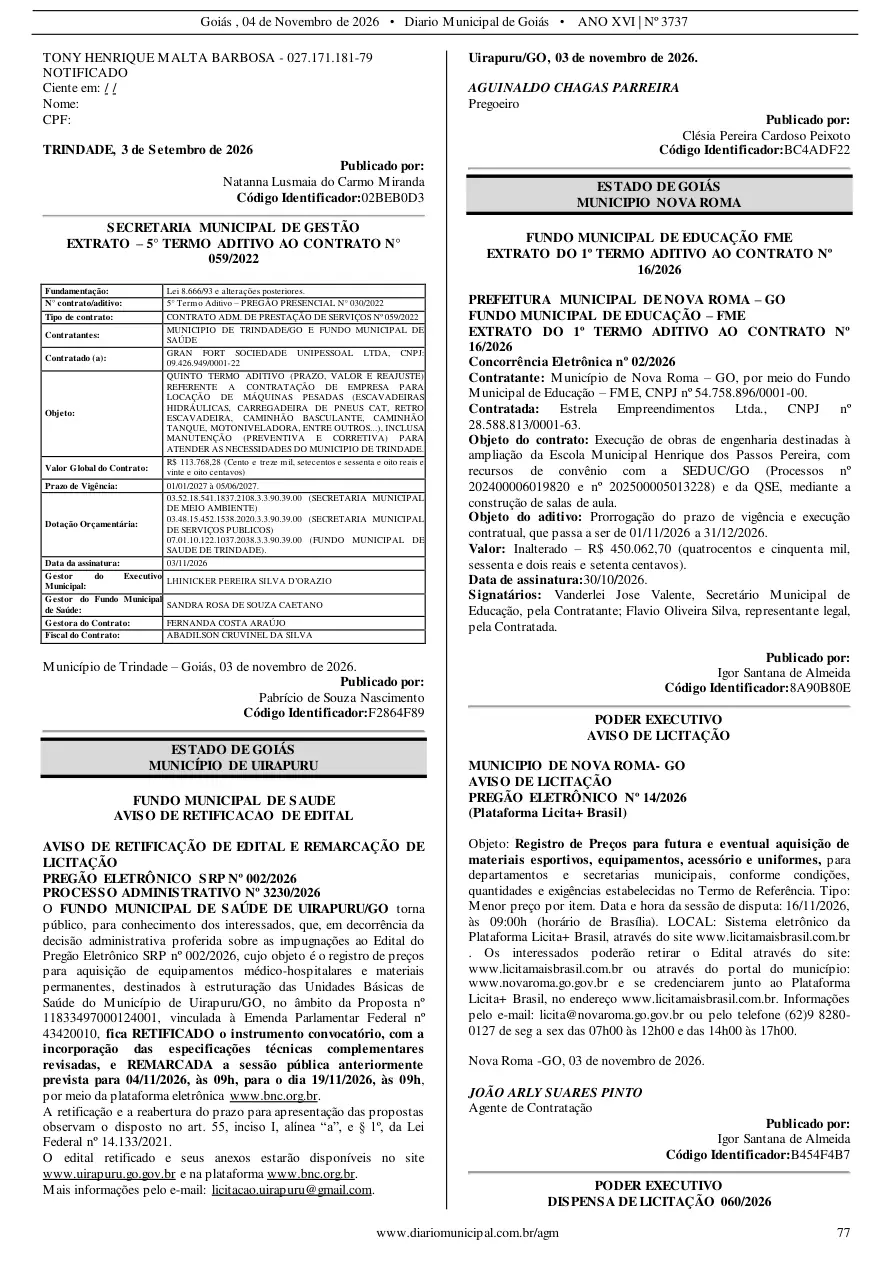 Goiás , 04 de Novembro de 2026 • Diario Municipal de Goiás • ANO XVI | Nº 3737
TONY HENRIQUE MALTA BARBOSA - 027.171.181-79
NOTIFICADO
Ciente em: / /
Nome:
CPF:
TRINDADE, 3 de Setembro de 2026
Publicado por:
Natanna Lusmaia do Carmo Miranda
Código Identificador:02BEB0D3
SECRETARIA MUNICIPAL DE GESTÃO
EXTRATO – 5° TERMO ADITIVO AO CONTRATO N°
059/2022
Fundamentação: Lei 8.666/93 e alterações posteriores.
N° contrato/aditivo: 5° Termo Aditivo – PREGÃO PRESENCIAL N° 030/2022
Tipo de contrato: CONTRATO ADM. DE PRESTAÇÃO DE SERVIÇOS Nº 059/2022
Contratantes: MUNICIPIO DE TRINDADE/GO E FUNDO MUNICIPAL DE
SAÚDE
Contratado (a): GRAN FORT SOCIEDADE UNIPESSOAL LTDA, CNPJ:
09.426.949/0001-22
Objeto: QUINTO TERMO ADITIVO (PRAZO, VALOR E REAJUSTE)
REFERENTE A CONTRATAÇÃO DE EMPRESA PARA
LOCAÇÃO DE MÁQUINAS PESADAS (ESCAVADEIRAS
HIDRÁULICAS, CARREGADEIRA DE PNEUS CAT, RETRO
ESCAVADEIRA, CAMINHÃO BASCULANTE, CAMINHÃO
TANQUE, MOTONIVELADORA, ENTRE OUTROS...), INCLUSA
MANUTENÇÃO (PREVENTIVA E CORRETIVA) PARA
ATENDER AS NECESSIDADES DO MUNICIPIO DE TRINDADE.
Valor Global do Contrato: R$ 113.768,28 (Cento e treze mil, setecentos e sessenta e oito reais e
vinte e oito centavos)
Prazo de Vigência: 01/01/2027 à 05/06/2027.
Dotação Orçamentária: 03.52.18.541.1837.2108.3.3.90.39.00 (SECRETARIA MUNICIPAL
DE MEIO AMBIENTE)
03.48.15.452.1538.2020.3.3.90.39.00 (SECRETARIA MUNICIPAL
DE SERVIÇOS PUBLICOS)
07.01.10.122.1037.2038.3.3.90.39.00 (FUNDO MUNICIPAL DE
SAUDE DE TRINDADE).
Data da assinatura: 03/11/2026
Gestor do Executivo
Municipal: LHINICKER PEREIRA SILVA D'ORAZIO
Gestor do Fundo Municipal
de Saúde: SANDRA ROSA DE SOUZA CAETANO
Gestora do Contrato: FERNANDA COSTA ARAÚJO
Fiscal do Contrato: ABADILSON CRUVINEL DA SILVA
Município de Trindade – Goiás, 03 de novembro de 2026.
Publicado por:
Pabrício de Souza Nascimento
Código Identificador:F2864F89
ESTADO DE GOIÁS
MUNICÍPIO DE UIRAPURU
FUNDO MUNICIPAL DE SAUDE
AVISO DE RETIFICACAO DE EDITAL
AVISO DE RETIFICAÇÃO DE EDITAL E REMARCAÇÃO DE
LICITAÇÃO
PREGÃO ELETRÔNICO SRP Nº 002/2026
PROCESSO ADMINISTRATIVO Nº 3230/2026
O FUNDO MUNICIPAL DE SAÚDE DE UIRAPURU/GO torna
público, para conhecimento dos interessados, que, em decorrência da
decisão administrativa proferida sobre as impugnações ao Edital do
Pregão Eletrônico SRP nº 002/2026, cujo objeto é o registro de preços
para aquisição de equipamentos médico-hospitalares e materiais
permanentes, destinados à estruturação das Unidades Básicas de
Saúde do Município de Uirapuru/GO, no âmbito da Proposta nº
11833497000124001, vinculada à Emenda Parlamentar Federal nº
43420010, fica RETIFICADO o instrumento convocatório, com a
incorporação das especificações técnicas complementares
revisadas, e REMARCADA a sessão pública anteriormente
prevista para 04/11/2026, às 09h, para o dia 19/11/2026, às 09h,
por meio da plataforma eletrônica www.bnc.org.br.
A retificação e a reabertura do prazo para apresentação das propostas
observam o disposto no art. 55, inciso I, alínea “a”, e § 1º, da Lei
Federal nº 14.133/2021.
O edital retificado e seus anexos estarão disponíveis no site
www.uirapuru.go.gov.br e na plataforma www.bnc.org.br.
Mais informações pelo e-mail: licitacao.uirapuru@gmail.com.
Uirapuru/GO, 03 de novembro de 2026.
AGUINALDO CHAGAS PARREIRA
Pregoeiro
Publicado por:
Clésia Pereira Cardoso Peixoto
Código Identificador:BC4ADF22
ESTADO DE GOIÁS
MUNICIPIO NOVA ROMA
FUNDO MUNICIPAL DE EDUCAÇÃO FME
EXTRATO DO 1º TERMO ADITIVO AO CONTRATO Nº
16/2026
PREFEITURA MUNICIPAL DE NOVA ROMA – GO
FUNDO MUNICIPAL DE EDUCAÇÃO – FME
EXTRATO DO 1º TERMO ADITIVO AO CONTRATO Nº
16/2026
Concorrência Eletrônica nº 02/2026
Contratante: Município de Nova Roma – GO, por meio do Fundo
Municipal de Educação – FME, CNPJ nº 54.758.896/0001-00.
Contratada: Estrela Empreendimentos Ltda., CNPJ nº
28.588.813/0001-63.
Objeto do contrato: Execução de obras de engenharia destinadas à
ampliação da Escola Municipal Henrique dos Passos Pereira, com
recursos de convênio com a SEDUC/GO (Processos nº
202400006019820 e nº 202500005013228) e da QSE, mediante a
construção de salas de aula.
Objeto do aditivo: Prorrogação do prazo de vigência e execução
contratual, que passa a ser de 01/11/2026 a 31/12/2026.
Valor: Inalterado – R$ 450.062,70 (quatrocentos e cinquenta mil,
sessenta e dois reais e setenta centavos).
Data de assinatura:30/10/2026.
Signatários: Vanderlei Jose Valente, Secretário Municipal de
Educação, pela Contratante; Flavio Oliveira Silva, representante legal,
pela Contratada.
Publicado por:
Igor Santana de Almeida
Código Identificador:8A90B80E
PODER EXECUTIVO
AVISO DE LICITAÇÃO
MUNICIPIO DE NOVA ROMA- GO
AVISO DE LICITAÇÃO
PREGÃO ELETRÔNICO Nº 14/2026
(Plataforma Licita+ Brasil)
Objeto: Registro de Preços para futura e eventual aquisição de
materiais esportivos, equipamentos, acessório e uniformes, para
departamentos e secretarias municipais, conforme condições,
quantidades e exigências estabelecidas no Termo de Referência. Tipo:
Menor preço por item. Data e hora da sessão de disputa: 16/11/2026,
às 09:00h (horário de Brasília). LOCAL: Sistema eletrônico da
Plataforma Licita+ Brasil, através do site www.licitamaisbrasil.com.br
. Os interessados poderão retirar o Edital através do site:
www.licitamaisbrasil.com.br ou através do portal do município:
www.novaroma.go.gov.br e se credenciarem junto ao Plataforma
Licita+ Brasil, no endereço www.licitamaisbrasil.com.br. Informações
pelo e-mail: licita@novaroma.go.gov.br ou pelo telefone (62)9 8280-
0127 de seg a sex das 07h00 às 12h00 e das 14h00 às 17h00.
Nova Roma -GO, 03 de novembro de 2026.
JOÃO ARLY SUARES PINTO
Agente de Contratação
Publicado por:
Igor Santana de Almeida
Código Identificador:B454F4B7
PODER EXECUTIVO
DISPENSA DE LICITAÇÃO 060/2026
www.diariomunicipal.com.br/agm 77